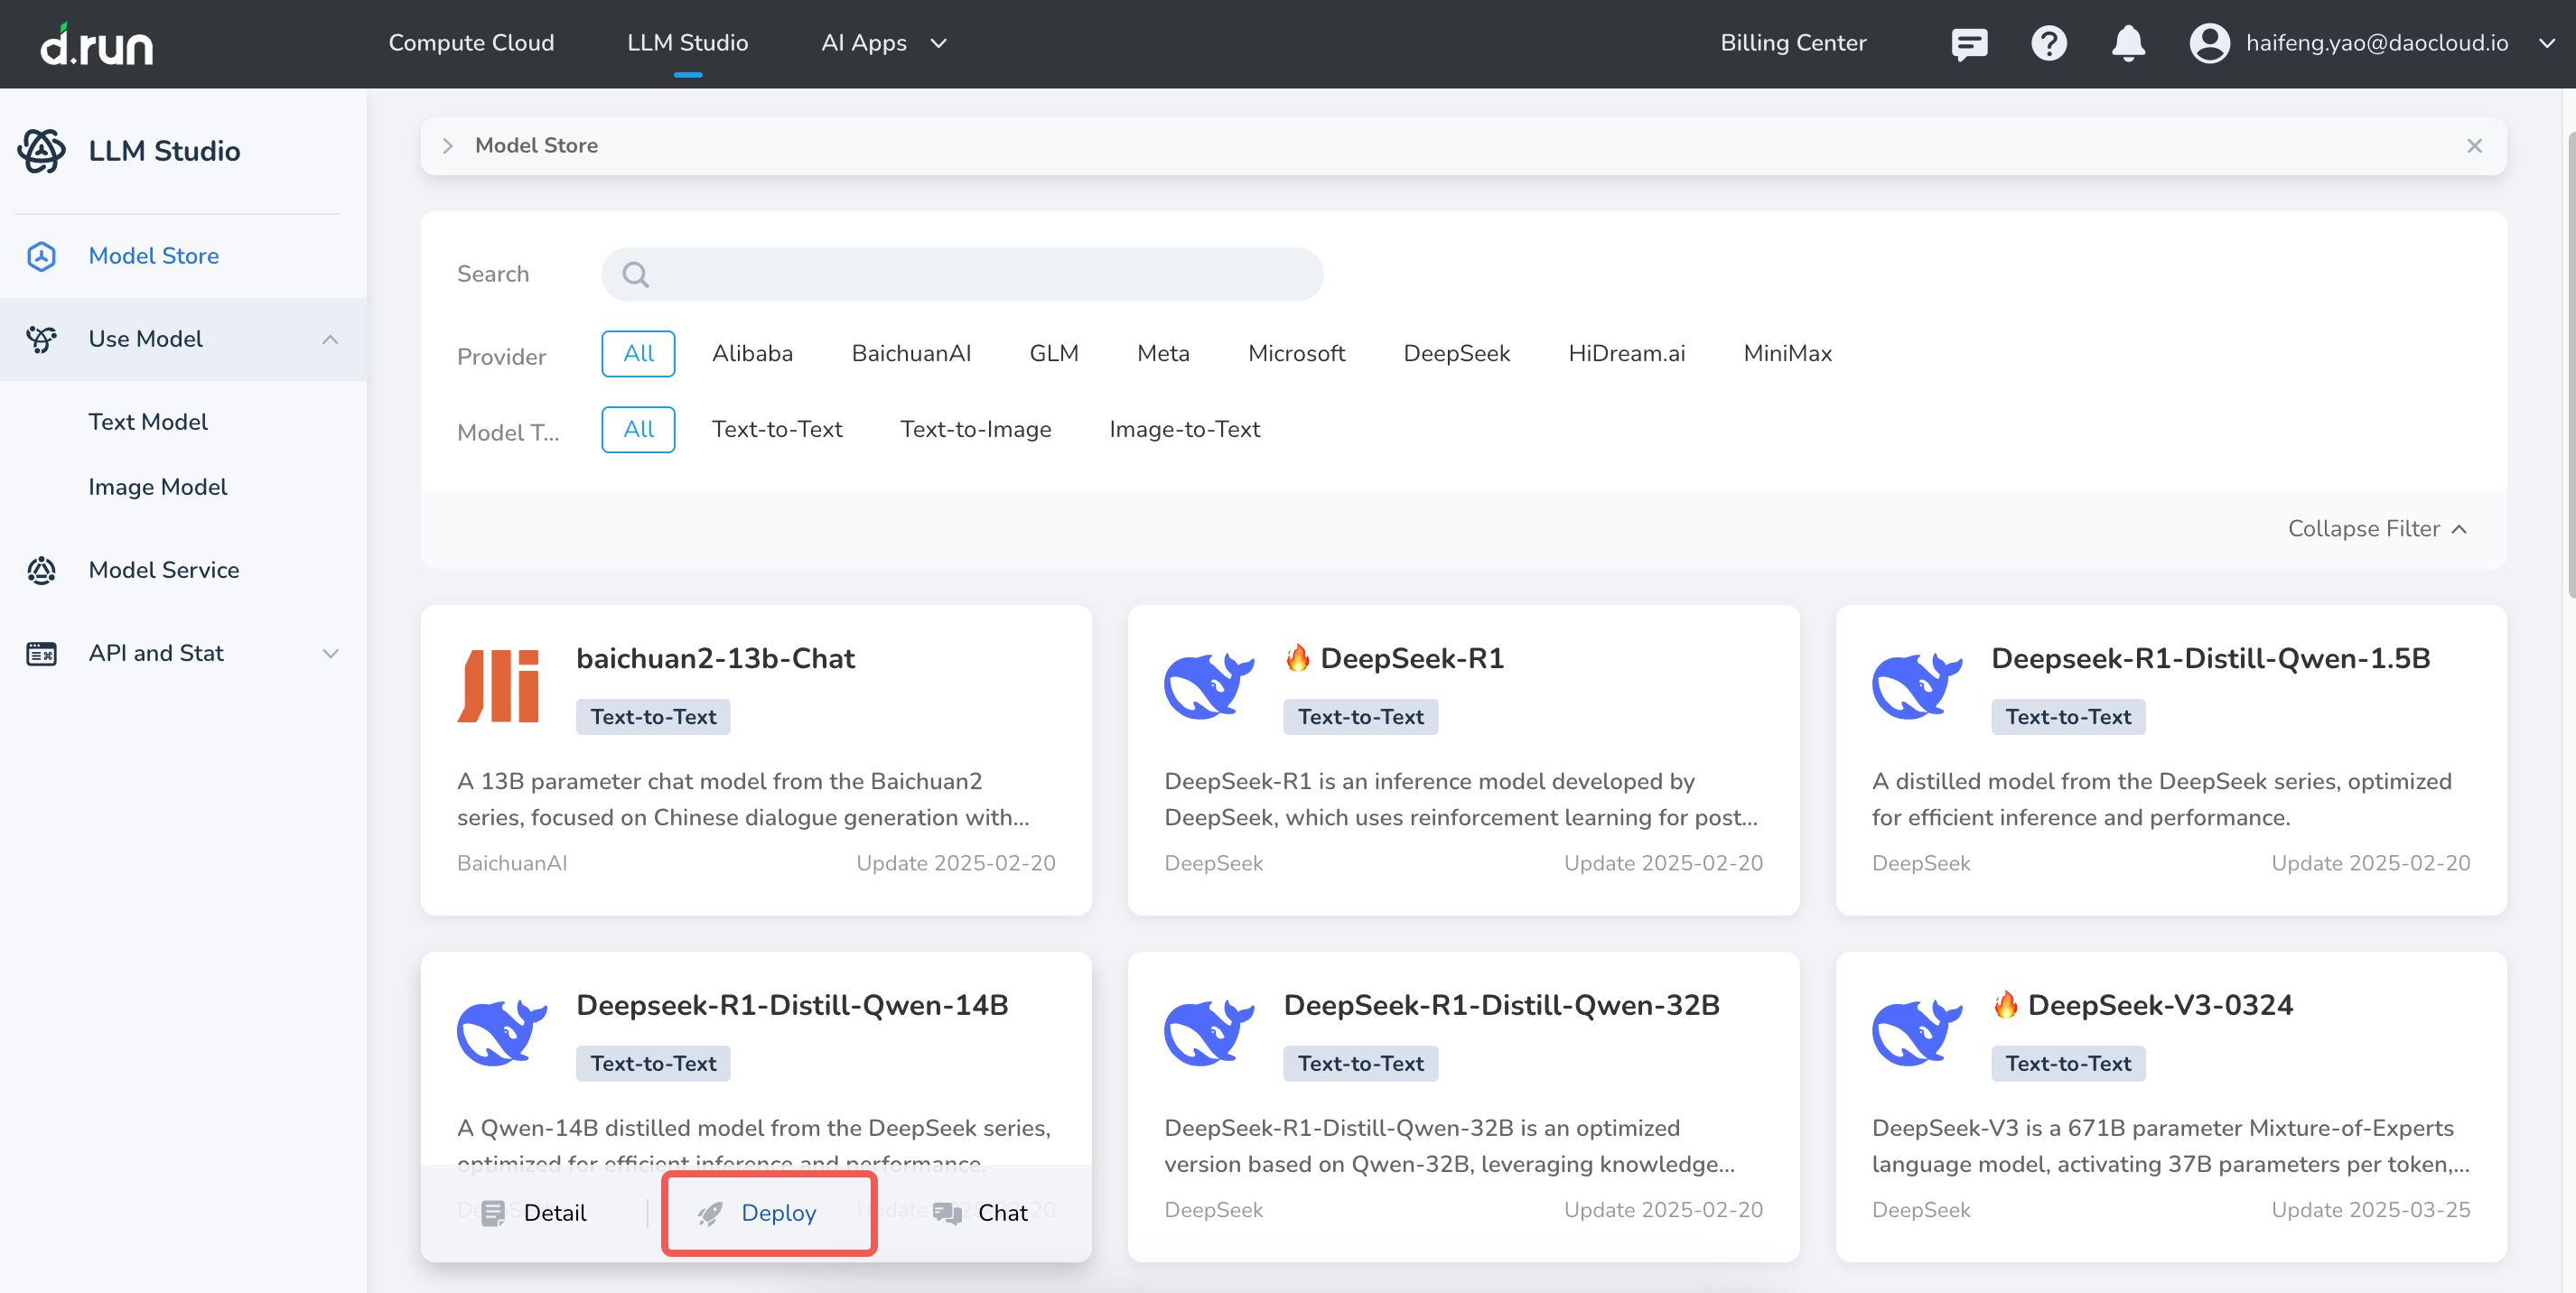 d.run
Compute Cloud
LLM Studio
AI Apps
Billing Center
haifeng.yao@daocloud.io
LLM Studio
Model Store
Use Model
Text Model
Image Model
Model Service
API and Stat
Model Store
Search
Provider
All
Alibaba
BaichuanAI
GLM
Meta
Microsoft
DeepSeek
HiDream.ai
MiniMax
Model T...
All
Text-to-Text
Text-to-Image
Image-to-Text
Collapse Filter
baichuan2-13b-Chat
Text-to-Text
A 13B parameter chat model from the Baichuan2
series, focused on Chinese dialogue generation with...
BaichuanAI
Update 2025-02-20
🔥 DeepSeek-R1
Text-to-Text
DeepSeek-R1 is an inference model developed by
DeepSeek, which uses reinforcement learning for post...
DeepSeek
Update 2025-02-20
Deepseek-R1-Distill-Qwen-1.5B
Text-to-Text
A distilled model from the DeepSeek series, optimized
for efficient inference and performance.
DeepSeek
Update 2025-02-20
Deepseek-R1-Distill-Qwen-14B
Text-to-Text
A Qwen-14B distilled model from the DeepSeek series,
optimized for efficient inference and performance.
Detail
Deploy
Chat
DeepSeek-R1-Distill-Qwen-32B
Text-to-Text
DeepSeek-R1-Distill-Qwen-32B is an optimized
version based on Qwen-32B, leveraging knowledge...
DeepSeek
Update 2025-02-20
🔥 DeepSeek-V3-0324
Text-to-Text
DeepSeek-V3 is a 671B parameter Mixture-of-Experts
language model, activating 37B parameters per token,...
DeepSeek
Update 2025-03-25